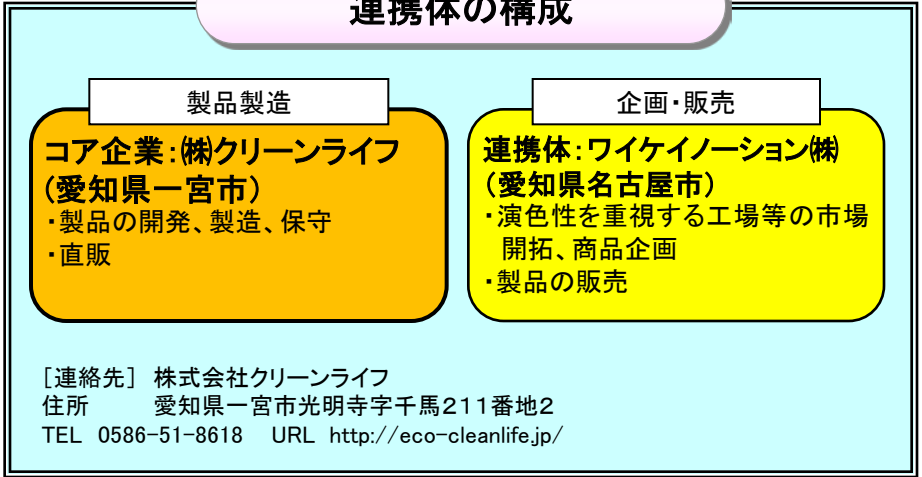 連携体の構成
製品製造
コア企業:㈱クリーンライフ
(愛知県一宮市)
・製品の開発、製造、保守
・直販
企画・販売
連携体:ワイケイノーション㈱
(愛知県名古屋市)
・演色性を重視する工場等の市場
開拓、商品企画
・製品の販売
[連絡先] 株式会社クリーンライフ
住所 愛知県一宮市光明寺字千馬211番地2
TEL 0586-51-8618 URL http://eco-cleanlife.jp/